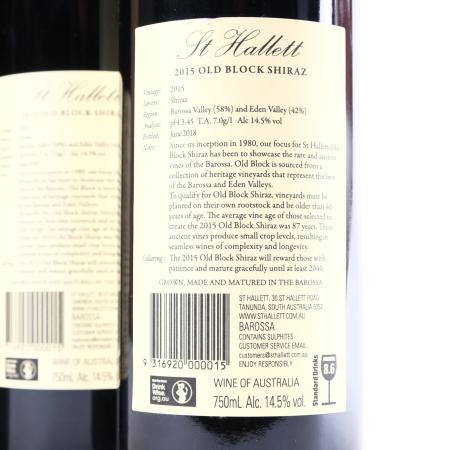 St Hallett
2015 OLD BLOCK SHIRAZ
Vintage: 2015
Variety: Shiraz
Region: Barossa Valley (58%) and Eden Valley (42%)
Analysis: pH 3.45 T.A. 7.0g/l Alc 14.5% vol
Bottled: June 2018
Notes: Since its inception in 1980, our focus for St Hallett Old
Block Shiraz has been to showcase the rare and ancient
vines of the Barossa. Old Block is sourced from a
collection of heritage vineyards that represent the best
of the Barossa and Eden Valleys.
To qualify for Old Block Shiraz, vineyards must be
planted on their own rootstock and be older than 40
years of age. The average vine age of those selected to
create the 2015 Old Block Shiraz was 87 years. These
ancient vines produce small crop levels, resulting in
seamless wines of complexity and longevity.
Cellaring: The 2015 Old Block Shiraz will reward those with
patience and mature gracefully until at least 2040.
GROWN, MADE AND MATURED IN THE BAROSSA
ST HALLETT, 30 ST HALLETT ROAD
TANUNDA, SOUTH AUSTRALIA 5352
WWW.STHALLETT.COM.AU
BAROSSA
CONTAINS SULPHITES
CUSTOMER SERVICE EMAIL
customers@sthallett.com
ENJOY RESPONSIBLY
9 316920 000015
Drink
Wise
.org.au
WINE OF AUSTRALIA
750mL Alc. 14.5% vol.
Standard Drinks
8.6
St Hallett
OLD BLOCK SHIRAZ
000015
WINE OF AUSTRALIA
750mL Alc. 14.5% vol.